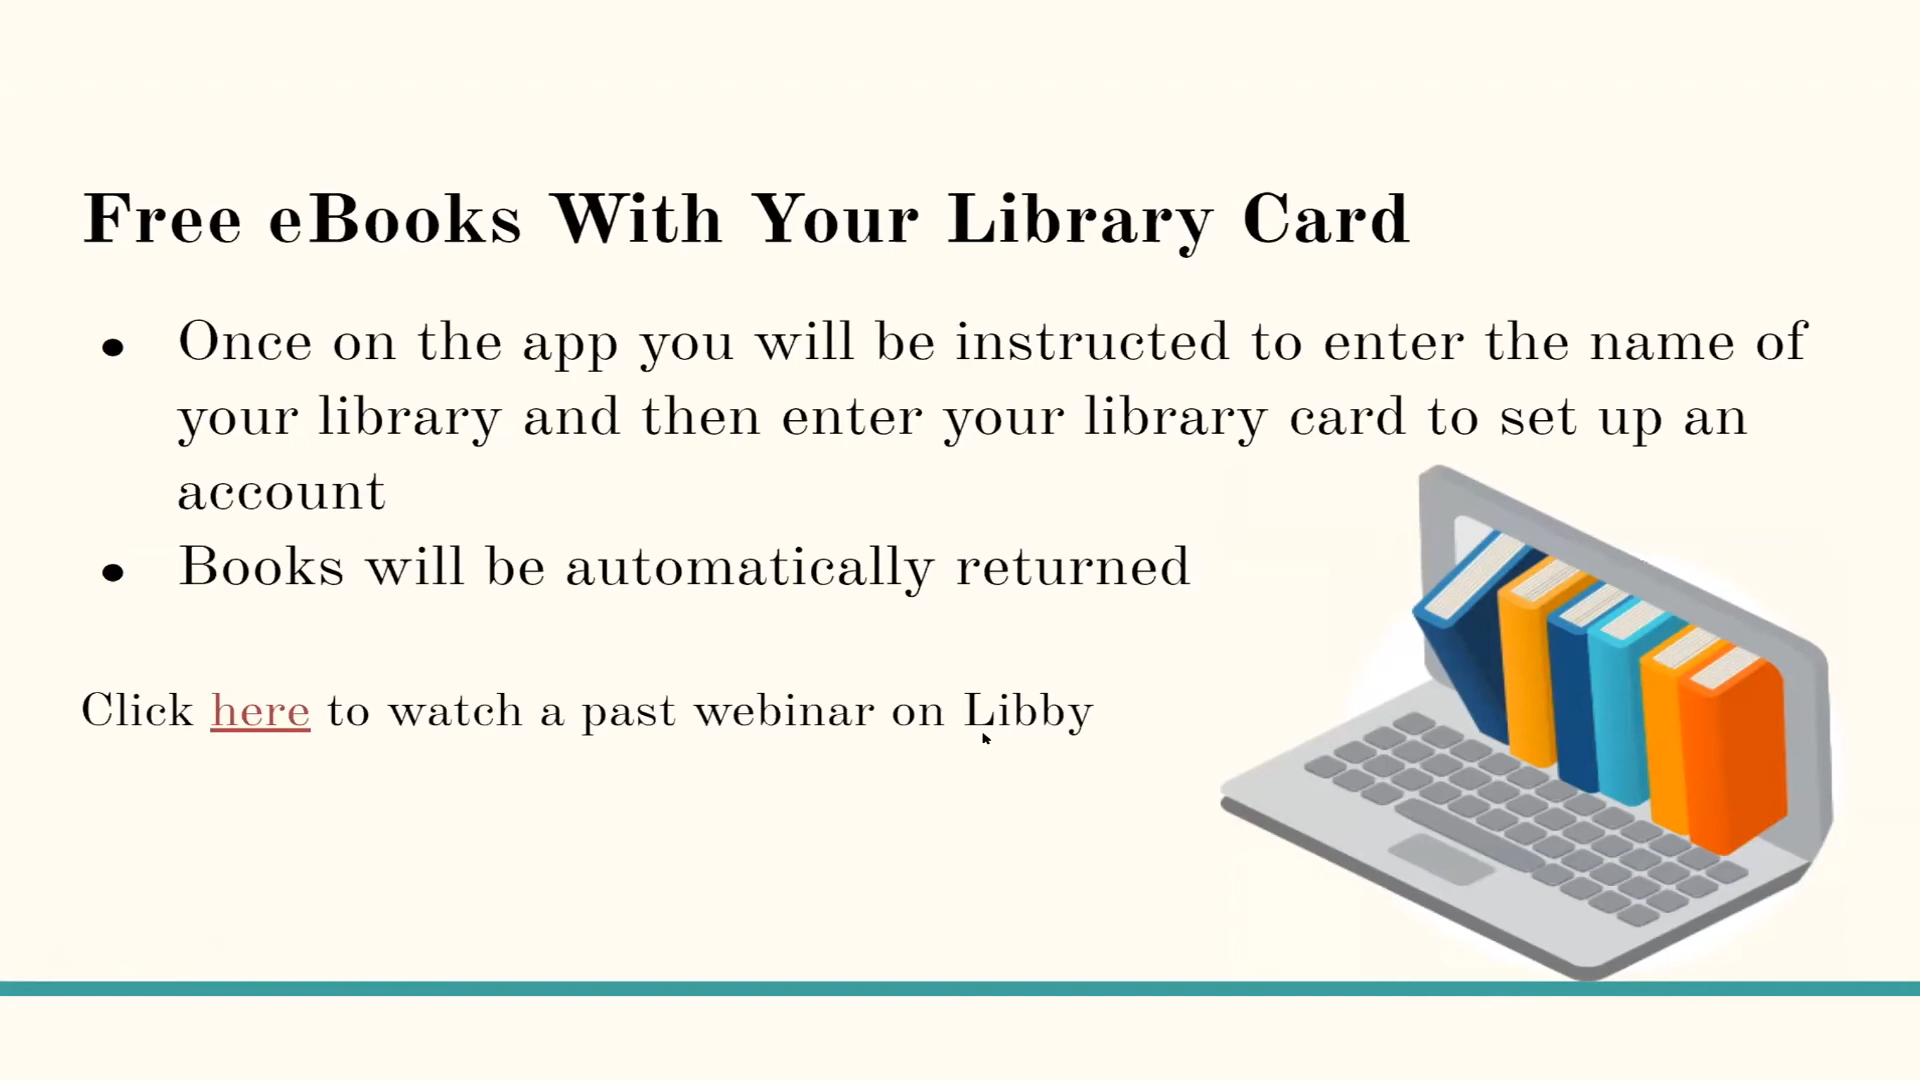 Free eBooks With Your Library Card
● Once on the app you will be instructed to enter the name of
your library and then enter your library card to set up an
account
● Books will be automatically returned
Click here to watch a past webinar on Libby